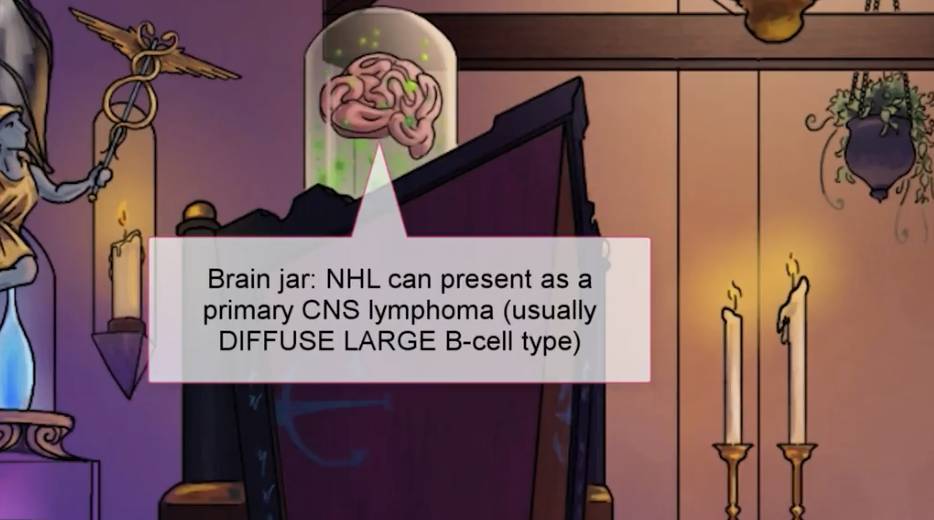 Brain jar: NHL can present as a
primary CNS lymphoma (usually
DIFFUSE LARGE B-cell type)